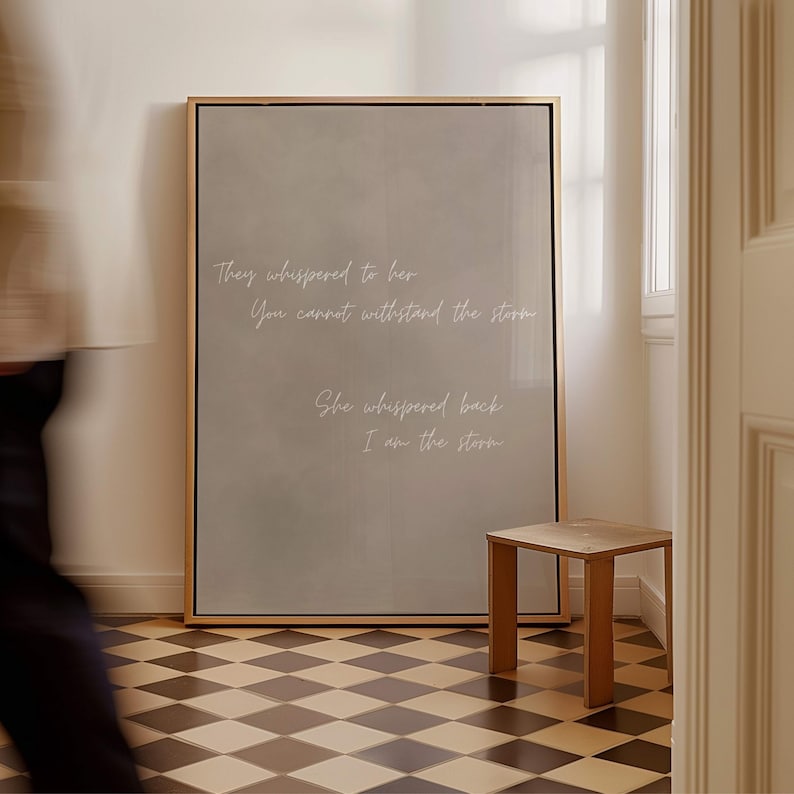 They whispered to her
You cannot withstand the storm
She whispered back
I am the storm